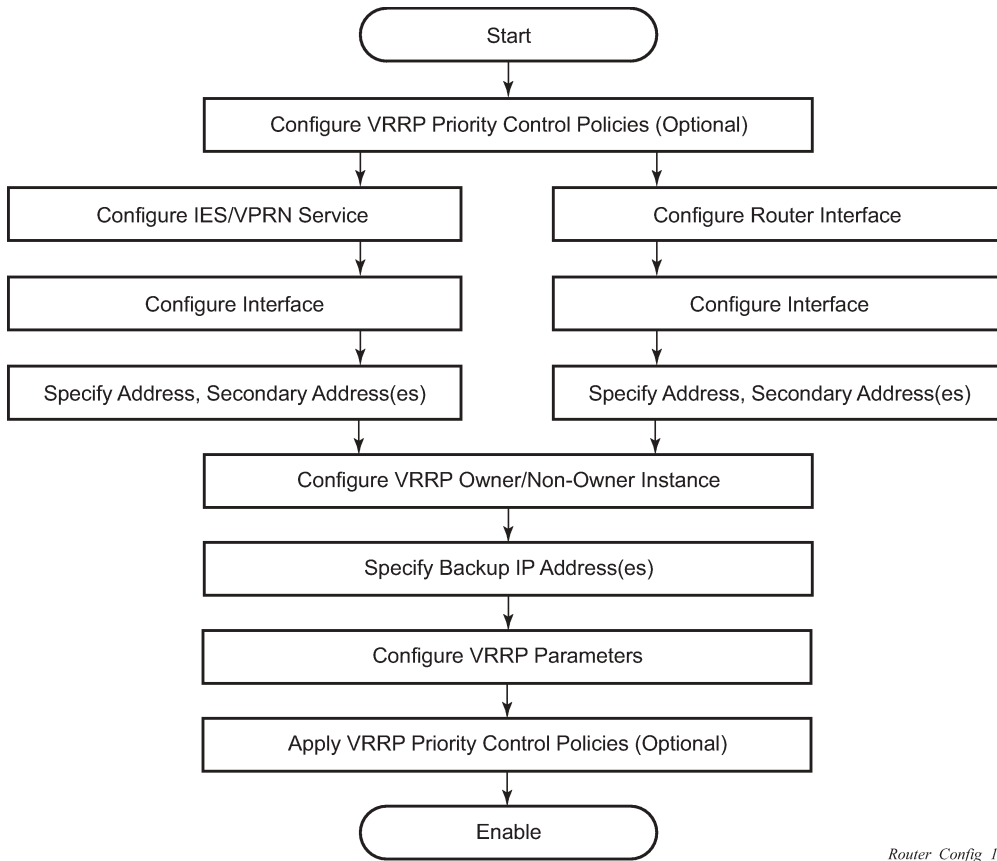 Start
Configure VRRP Priority Control Policies (Optional)
Configure IES/VPRN Service
Configure Router Interface
Configure Interface
Configure Interface
Specify Address, Secondary Address(es)
Specify Address, Secondary Address(es)
Configure VRRP Owner/Non-Owner Instance
Specify Backup IP Address(es)
Configure VRRP Parameters
Apply VRRP Priority Control Policies (Optional)
Enable
Router_Config_1